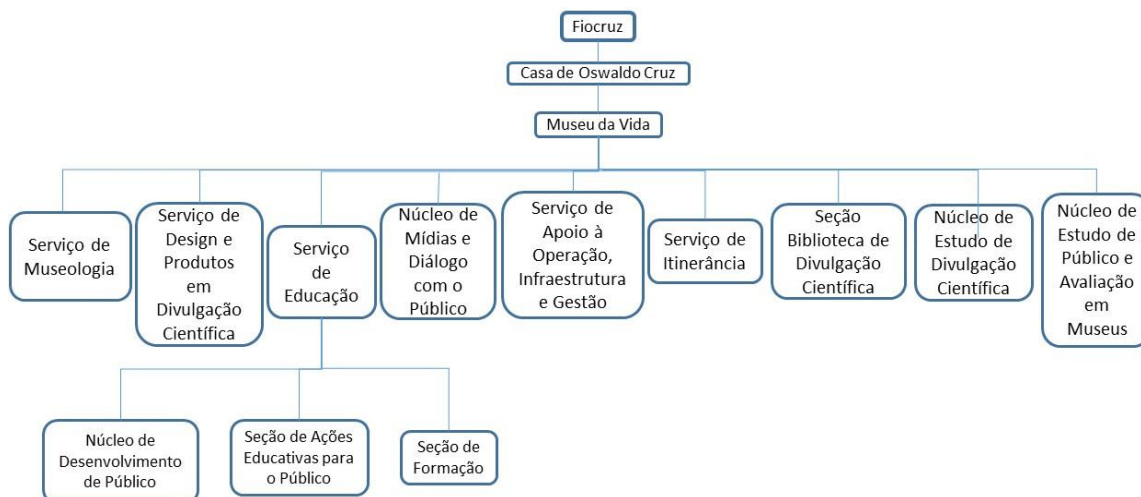 Fiocruz
Casa de Oswaldo Cruz
Museu da Vida
Serviço de
Museologia
Serviço de
Design e
Produtos
em
Divulgação
Científica
Serviço
de
Educação
Núcleo de
Mídias e
Diálogo
com o
Público
Serviço de
Apoio à
Operação,
Infraestrutura
e Gestão
Serviço de
Itinerância
Seção
Biblioteca de
Divulgação
Científica
Núcleo de
Estudo de
Divulgação
Científica
Núcleo de
Estudo de
Público e
Avaliação
em
Museus
Núcleo de
Desenvolvimento
de Público
Seção de Ações
Educativas para
o Público
Seção de
Formação